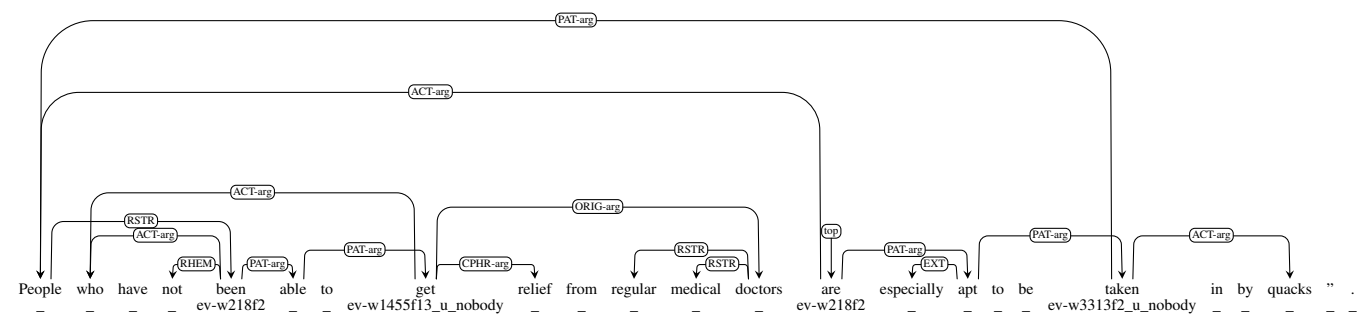 PAT-arg
ACT-arg
ACT-arg
ORIG-arg
RSTR
top
ACT-arg PAT-arg RSTR PAT-arg PAT-arg ACT-arg
RHEM PAT-arg CPHR-arg RSTR EXT
People who have not been able to get relief from regular medical doctors are especially apt to be taken in by quacks ” .
_ _ _ _ ev-w218f2 _ _ ev-w1455f13_u_nobody _ _ _ _ _ ev-w218f2 _ _ _ _ ev-w3313f2_u_nobody _ _ _ _ _